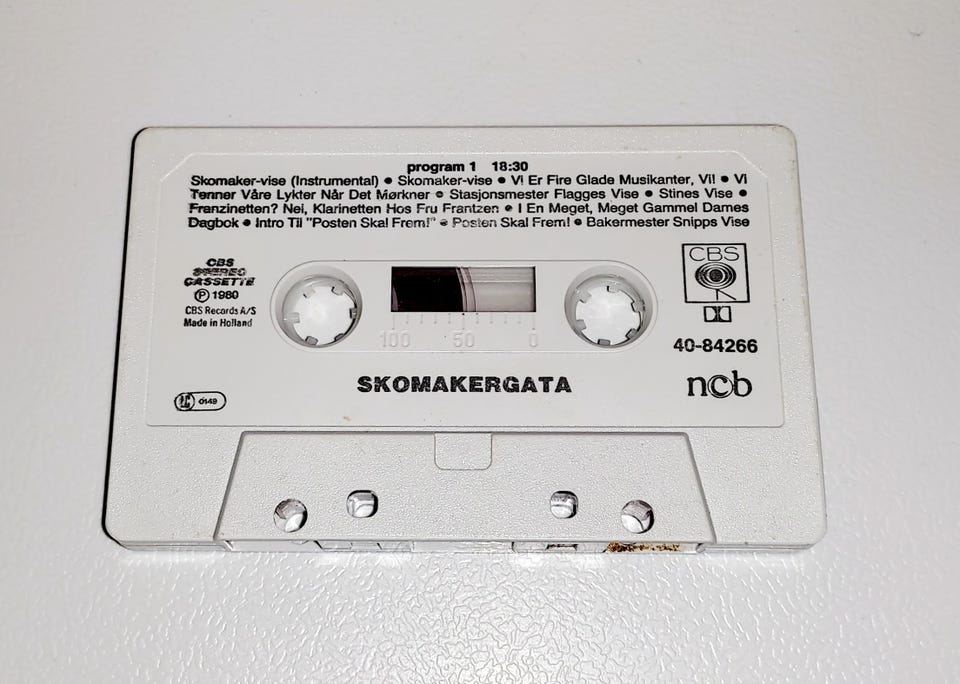 program 1 18:30
Skomaker-vise (Instrumental) • Skomaker-vise • Vi Er Fire Glade Musikanter, Vi! • Vi
Tenner Våre Lykter Når Det Mørkner • Stasjonsmester Flagges Vise • Stines Vise •
Franzinetten? Nei, Klarinetten Hos Fru Frantzen • I En Meget, Meget Gammel Dames
Dagbok • Intro Til "Posten Skal Frem!" • Posten Skal Frem! • Bakermester Snipps Vise
CBS
STEREO
CASSETTE
Ⓟ 1980
CBS Records A/S
Made in Holland
CBS
100 50 0
40-84266
SKOMAKERGATA
ncb
LC 0149